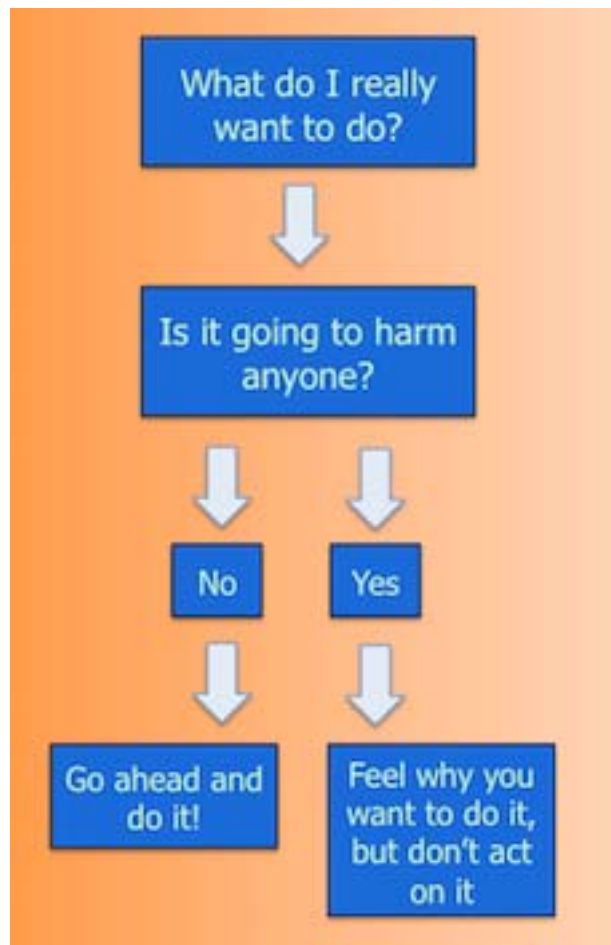 What do I really
want to do?
Is it going to harm
anyone?
No
Yes
Go ahead and
do it!
Feel why you
want to do it,
but don't act
on it